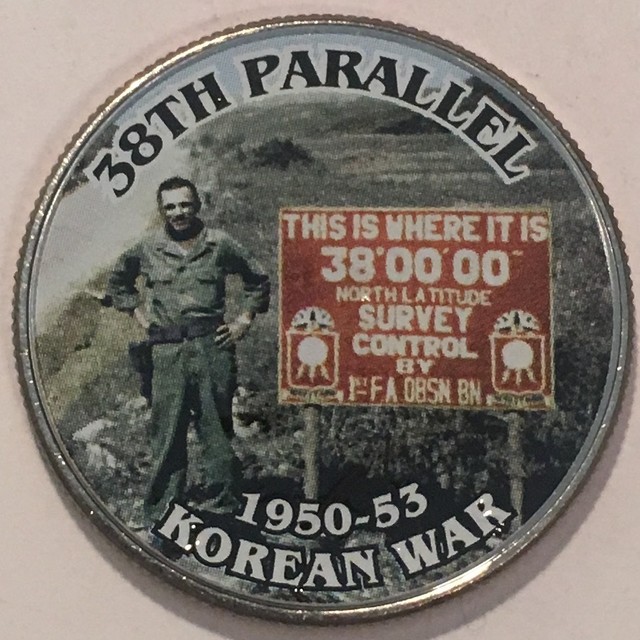 38TH PARALLEL
THIS IS WHERE IT IS
38°00'00"
NORTH LATITUDE
SURVEY
CONTROL
BY
1ST F A OBSN BN
1950-53
KOREAN WAR